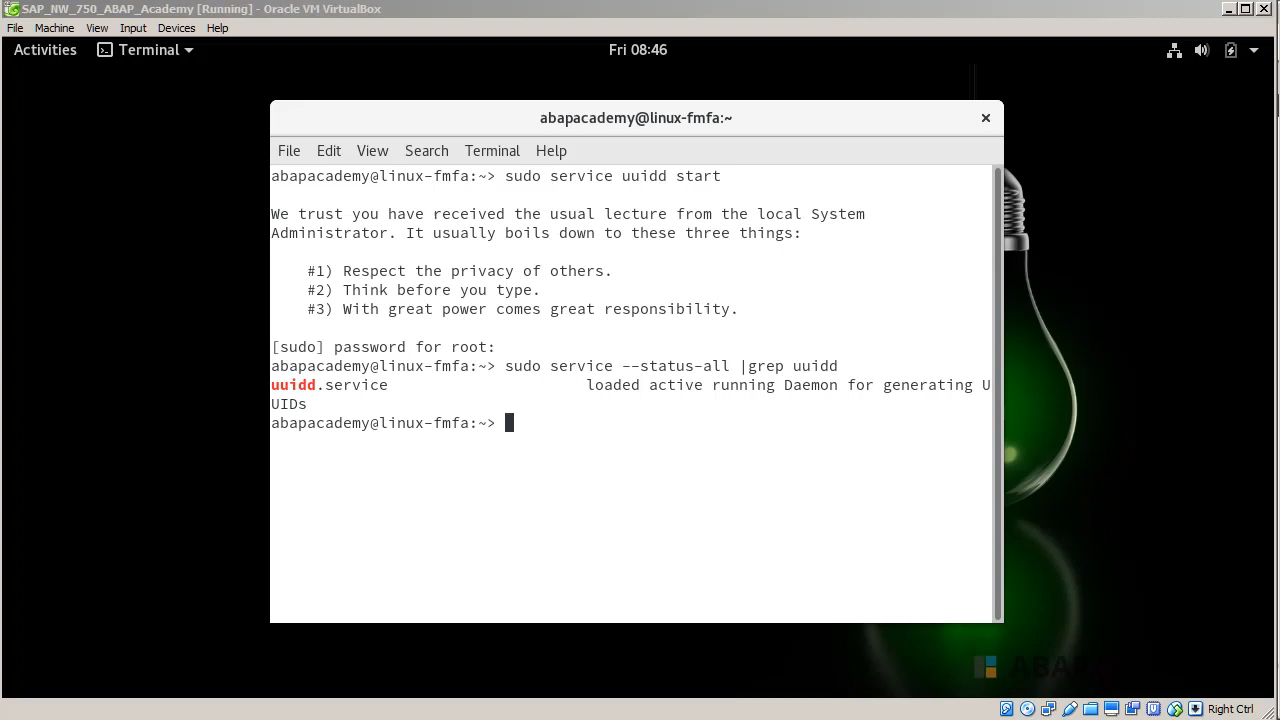 SAP_NW_750_ABAP_Academy [Running] - Oracle VM VirtualBox
File Machine View Input Devices Help
Activities Terminal Fri 08:46
abapacademy@linux-fmfa:~
File Edit View Search Terminal Help
abapacademy@linux-fmfa:~> sudo service uuidd start
We trust you have received the usual lecture from the local System
Administrator. It usually boils down to these three things:
#1) Respect the privacy of others.
#2) Think before you type.
#3) With great power comes great responsibility.
[sudo] password for root:
abapacademy@linux-fmfa:~> sudo service --status-all |grep uuidd
uuidd.service loaded active running Daemon for generating U
UIDs
abapacademy@linux-fmfa:~>
ABAP
Right Ctrl